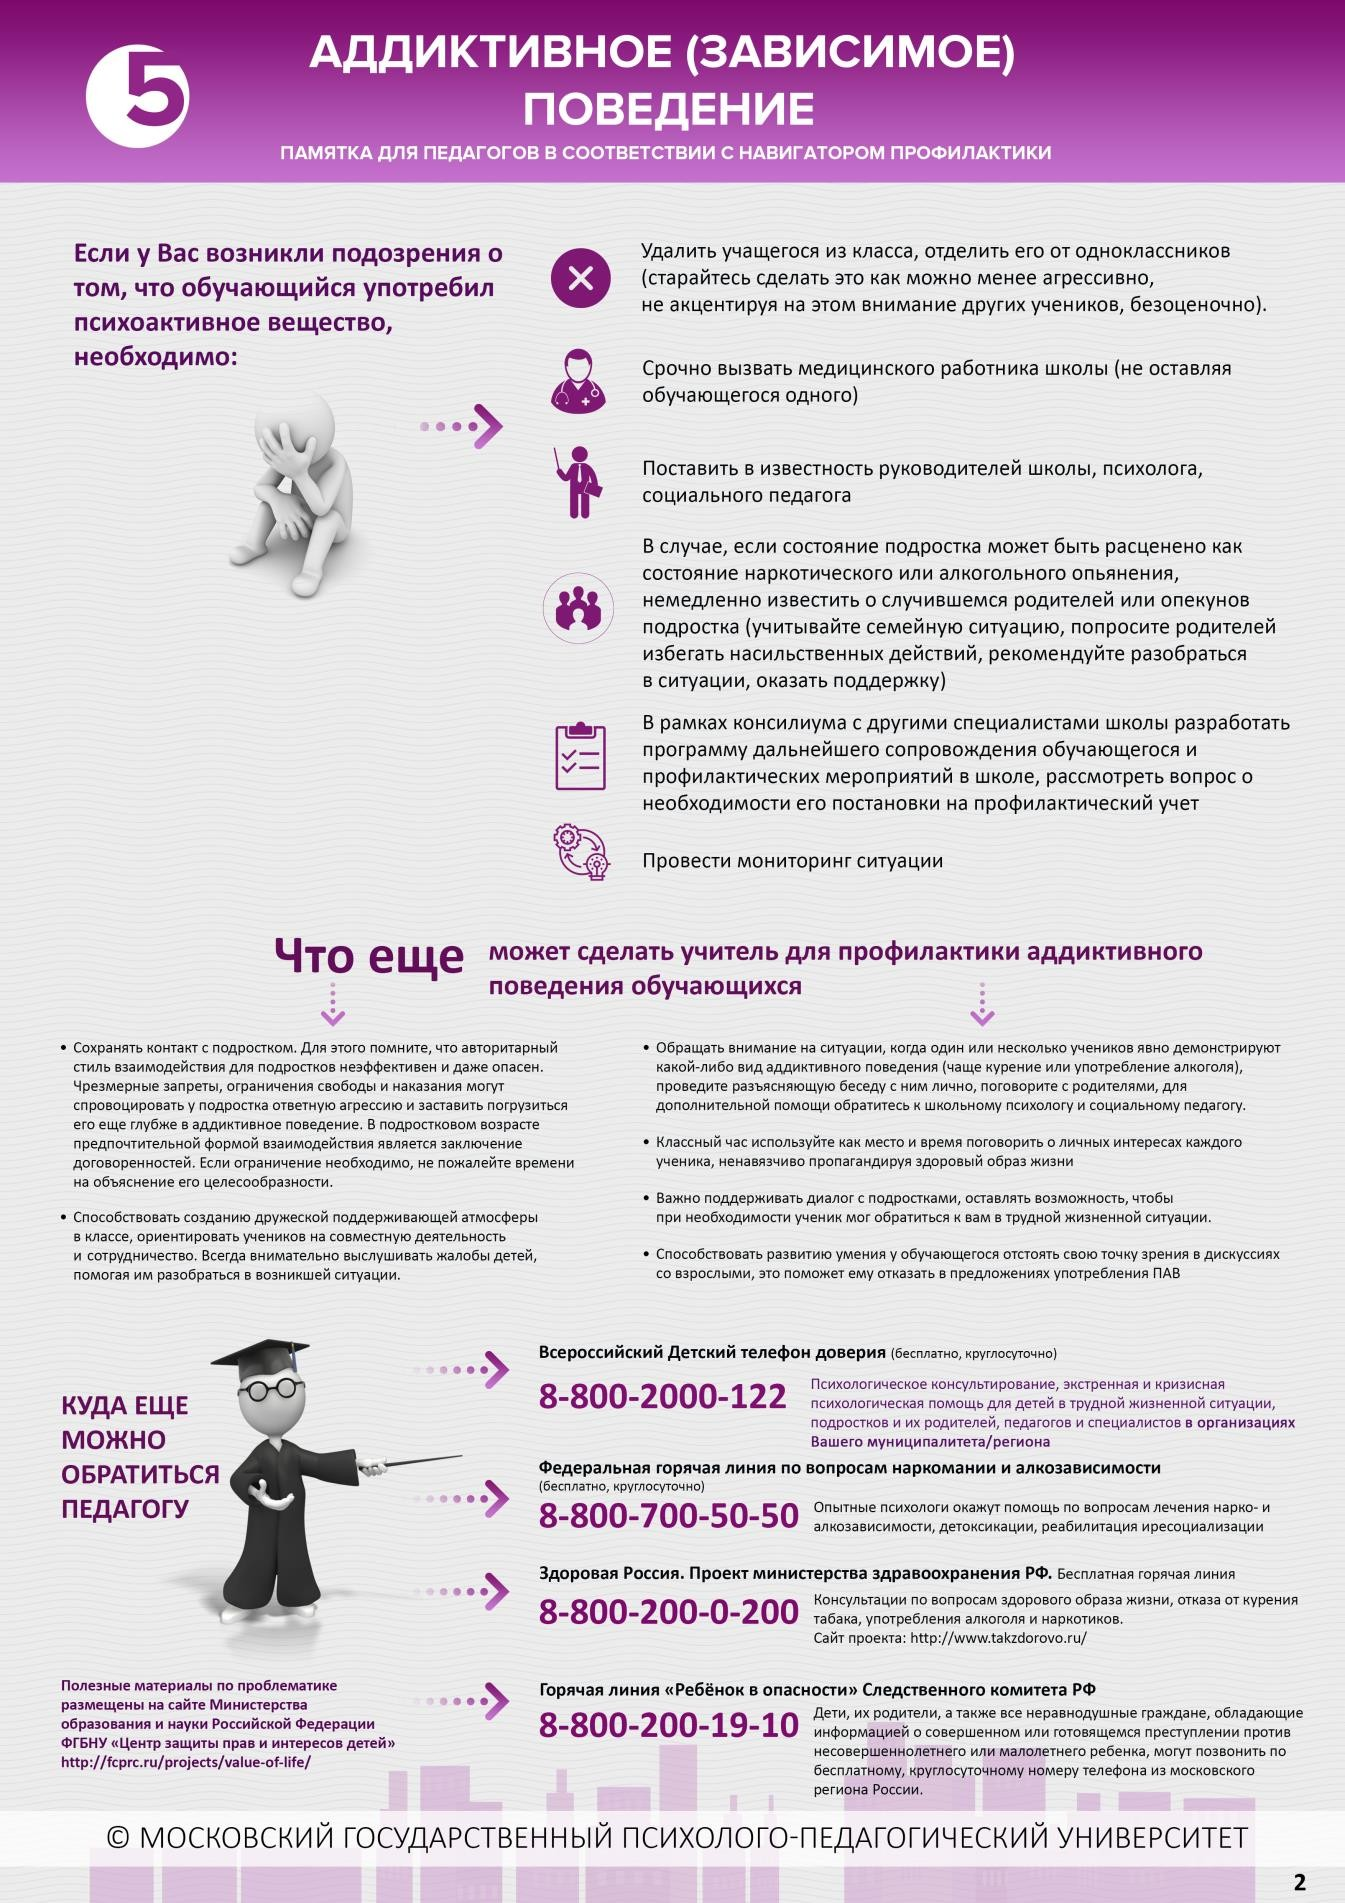 5
АДДИКТИВНОЕ (ЗАВИСИМОЕ)
ПОВЕДЕНИЕ
ПАМЯТКА ДЛЯ ПЕДАГОГОВ В СООТВЕТСТВИИ С НАВИГАТОРОМ ПРОФИЛАКТИКИ
Если у Вас возникли подозрения о
том, что обучающийся употребил
психоактивное вещество,
необходимо:
Удалить учащегося из класса, отделить его от одноклассников
(старайтесь сделать это как можно менее агрессивно,
не акцентируя на этом внимание других учеников, безоценочно).
Срочно вызвать медицинского работника школы (не оставляя
обучающегося одного)
Поставить в известность руководителей школы, психолога,
социального педагога
В случае, если состояние подростка может быть расценено как
состояние наркотического или алкогольного опьянения,
немедленно известить о случившемся родителей или опекунов
подростка (учитывайте семейную ситуацию, попросите родителей
избегать насильственных действий, рекомендуйте разобраться
в ситуации, оказать поддержку)
В рамках консилиума с другими специалистами школы разработать
программу дальнейшего сопровождения обучающегося и
профилактических мероприятий в школе, рассмотреть вопрос о
необходимости его постановки на профилактический учет
Провести мониторинг ситуации
Что еще может сделать учитель для профилактики аддиктивного
поведения обучающихся
• Сохранять контакт с подростком. Для этого помните, что авторитарный
стиль взаимодействия для подростков неэффективен и даже опасен.
Чрезмерные запреты, ограничения свободы и наказания могут
спровоцировать у подростка ответную агрессию и заставить погрузиться
его еще глубже в аддиктивное поведение. В подростковом возрасте
предпочтительной формой взаимодействия является заключение
договоренностей. Если ограничение необходимо, не пожалейте времени
на объяснение его целесообразности.
• Способствовать созданию дружеской поддерживающей атмосферы
в классе, ориентировать учеников на совместную деятельность
и сотрудничество. Всегда внимательно выслушивать жалобы детей,
помогая им разобраться в возникшей ситуации.
• Обращать внимание на ситуации, когда один или несколько учеников явно демонстрируют
какой-либо вид аддиктивного поведения (чаще курение или употребление алкоголя),
проведите разъясняющую беседу с ним лично, поговорите с родителями, для
дополнительной помощи обратитесь к школьному психологу и социальному педагогу.
• Классный час используйте как место и время поговорить о личных интересах каждого
ученика, ненавязчиво пропагандируя здоровый образ жизни
• Важно поддерживать диалог с подростками, оставлять возможность, чтобы
при необходимости ученик мог обратиться к вам в трудной жизненной ситуации.
• Способствовать развитию умения у обучающегося отстоять свою точку зрения в дискуссиях
со взрослыми, это поможет ему отказать в предложениях употребления ПАВ
КУДА ЕЩЕ
МОЖНО
ОБРАТИТЬСЯ
ПЕДАГОГУ
Всероссийский Детский телефон доверия (бесплатно, круглосуточно)
8-800-2000-122
Психологическое консультирование, экстренная и кризисная
психологическая помощь для детей в трудной жизненной ситуации,
подростков и их родителей, педагогов и специалистов в организациях
Вашего муниципалитета/региона
Федеральная горячая линия по вопросам наркомании и алкозависимости
(бесплатно, круглосуточно)
8-800-700-50-50
Опытные психологи окажут помощь по вопросам лечения нарко- и
алкозависимости, детоксикации, реабилитация иресоциализации
Здоровая Россия. Проект министерства здравоохранения РФ. Бесплатная горячая линия
8-800-200-0-200
Консультации по вопросам здорового образа жизни, отказа от курения
табака, употребления алкоголя и наркотиков.
Сайт проекта: http://www.takzdorovo.ru/
Горячая линия «Ребёнок в опасности» Следственного комитета РФ
8-800-200-19-10
Дети, их родители, а также все неравнодушные граждане, обладающие
информацией о совершенном или готовящемся преступлении против
несовершеннолетнего или малолетнего ребенка, могут позвонить по
бесплатному, круглосуточному номеру телефона из московского
региона России.
Полезные материалы по проблематике
размещены на сайте Министерства
образования и науки Российской Федерации
ФГБНУ «Центр защиты прав и интересов детей»
http://fcprc.ru/projects/value-of-life/
© МОСКОВСКИЙ ГОСУДАРСТВЕННЫЙ ПСИХОЛОГО-ПЕДАГОГИЧЕСКИЙ УНИВЕРСИТЕТ
2